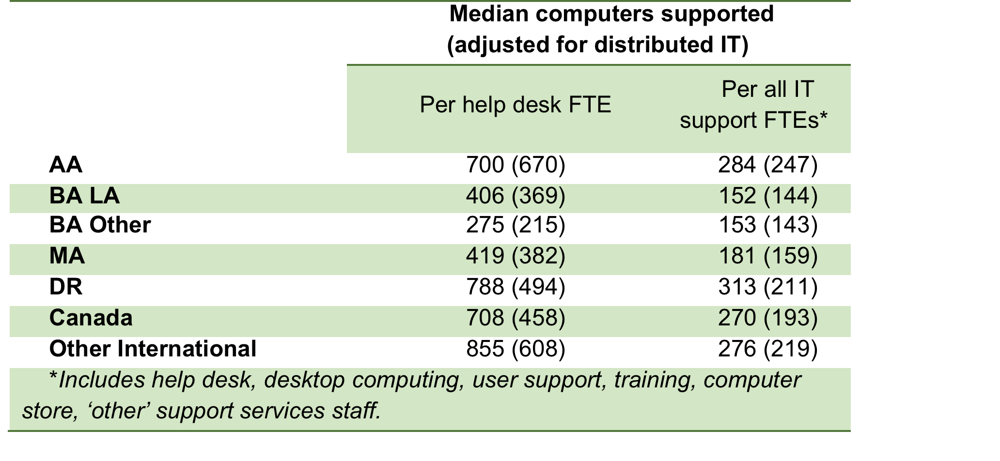 Median computers supported
(adjusted for distributed IT)
Per help desk FTE
Per all IT
support FTEs*
AA 700 (670) 284 (247)
BA LA 406 (369) 152 (144)
BA Other 275 (215) 153 (143)
MA 419 (382) 181 (159)
DR 788 (494) 313 (211)
Canada 708 (458) 270 (193)
Other International 855 (608) 276 (219)
*Includes help desk, desktop computing, user support, training, computer
store, ‘other’ support services staff.